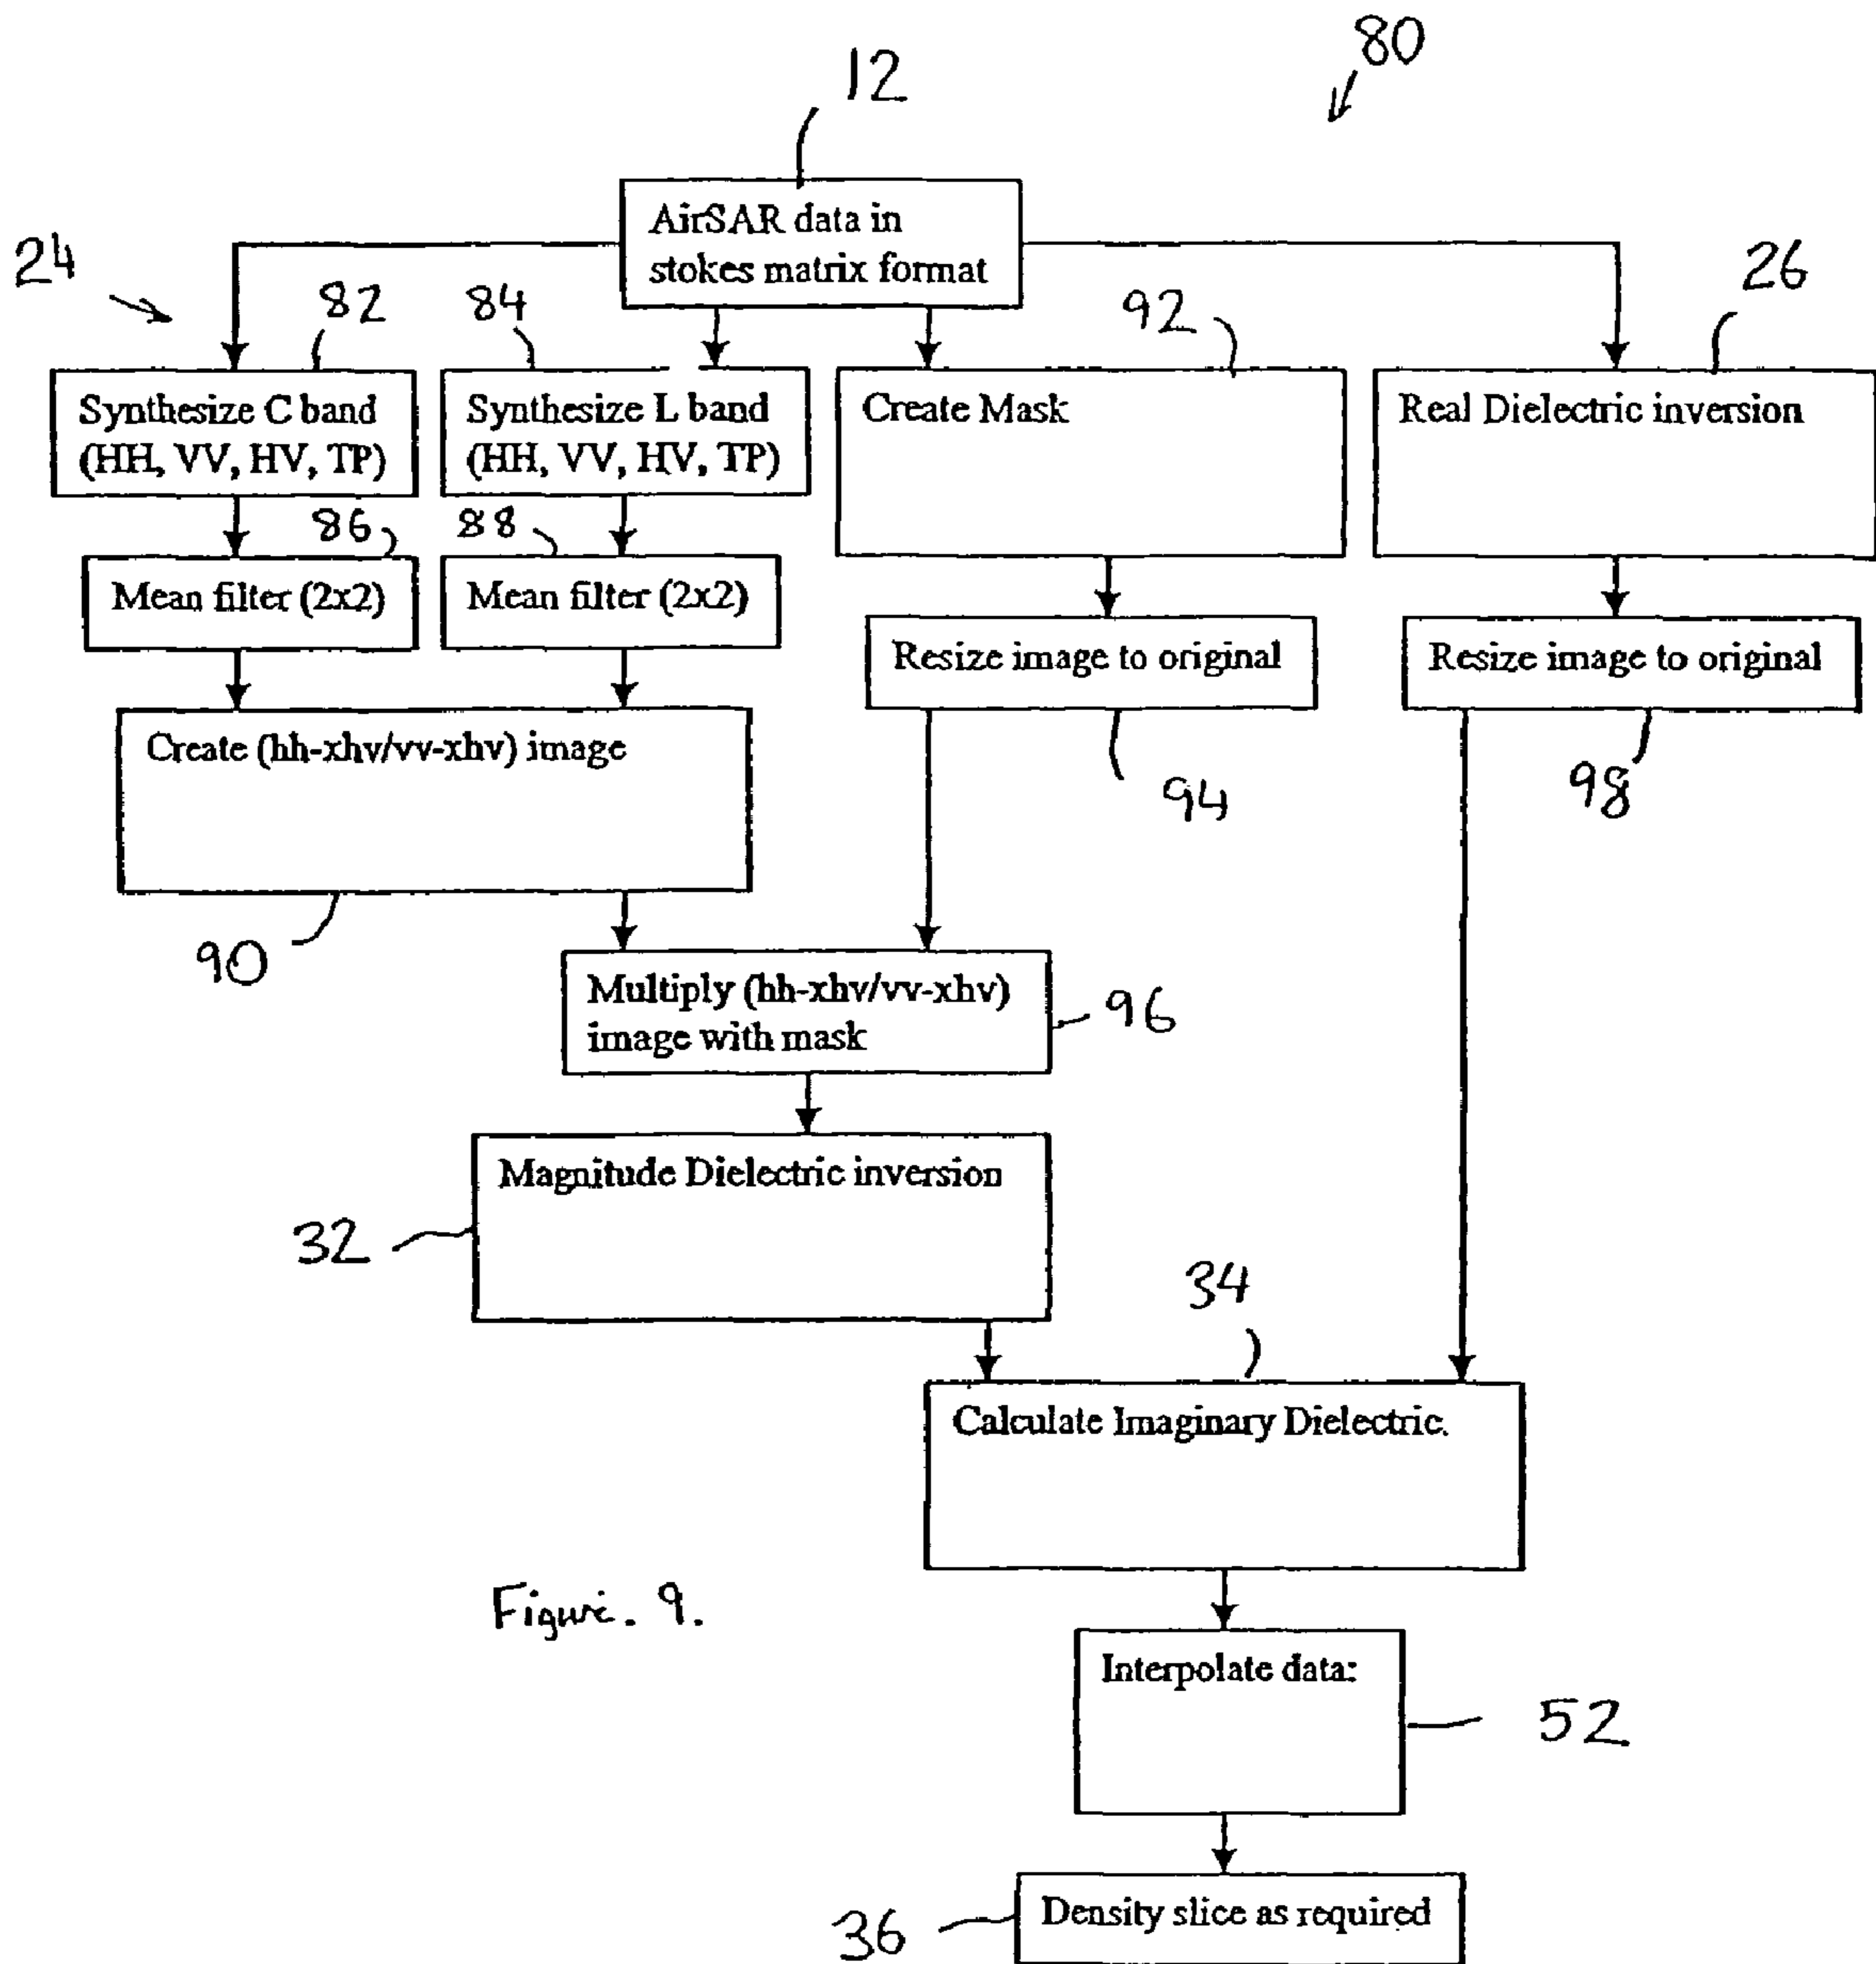 80
12
AirSAR data in
stokes matrix format
24
82
84
92
26
Synthesize C band
(HH, VV, HV, TP)
Synthesize L band
(HH, VV, HV, TP)
Create Mask
Real Dielectric inversion
86
88
Mean filter (2x2)
Mean filter (2x2)
Resize image to original
Resize image to original
94
98
Create (hh-xhv/vv-xhv) image
90
Multiply (hh-xhv/vv-xhv)
image with mask
96
Magnitude Dielectric inversion
32
34
Calculate Imaginary Dielectric.
Figure. 9.
Interpolate data:
52
Density slice as required
36